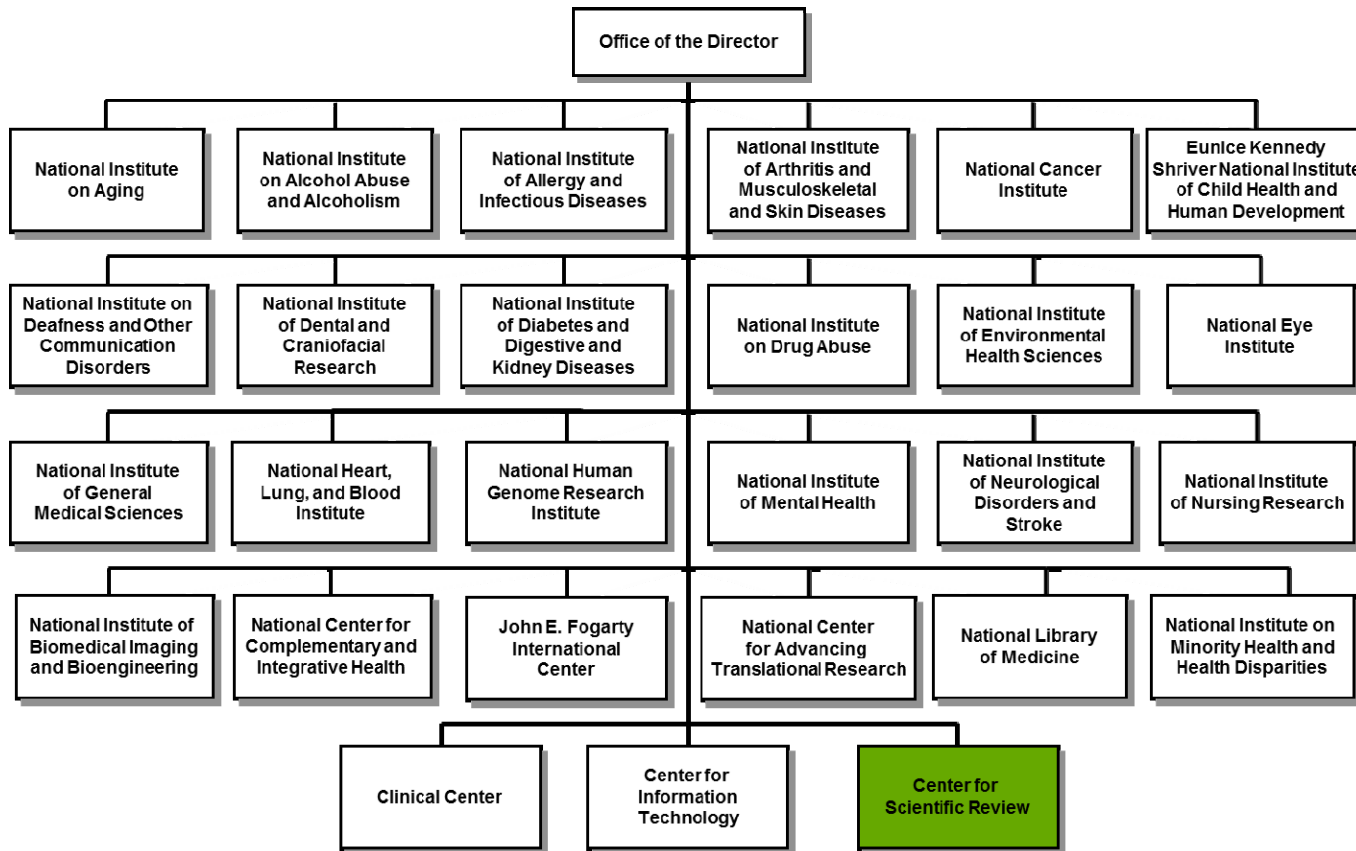 Office of the Director
National Institute
on Aging
National Institute
on Alcohol Abuse
and Alcoholism
National Institute
of Allergy and
Infectious Diseases
National Institute
of Arthritis and
Musculoskeletal
and Skin Diseases
National Cancer
Institute
Eunice Kennedy
Shriver National Institute
of Child Health and
Human Development
National Institute on
Deafness and Other
Communication
Disorders
National Institute
of Dental and
Craniofacial
Research
National Institute
of Diabetes and
Digestive and
Kidney Diseases
National Institute
on Drug Abuse
National Institute
of Environmental
Health Sciences
National Eye
Institute
National Institute
of General
Medical Sciences
National Heart,
Lung, and Blood
Institute
National Human
Genome Research
Institute
National Institute
of Mental Health
National Institute
of Neurological
Disorders and
Stroke
National Institute
of Nursing Research
National Institute of
Biomedical Imaging
and Bioengineering
National Center for
Complementary and
Integrative Health
John E. Fogarty
International
Center
National Center
for Advancing
Translational Research
National Library
of Medicine
National Institute on
Minority Health and
Health Disparities
Clinical Center
Center for
Information
Technology
Center for
Scientific Review